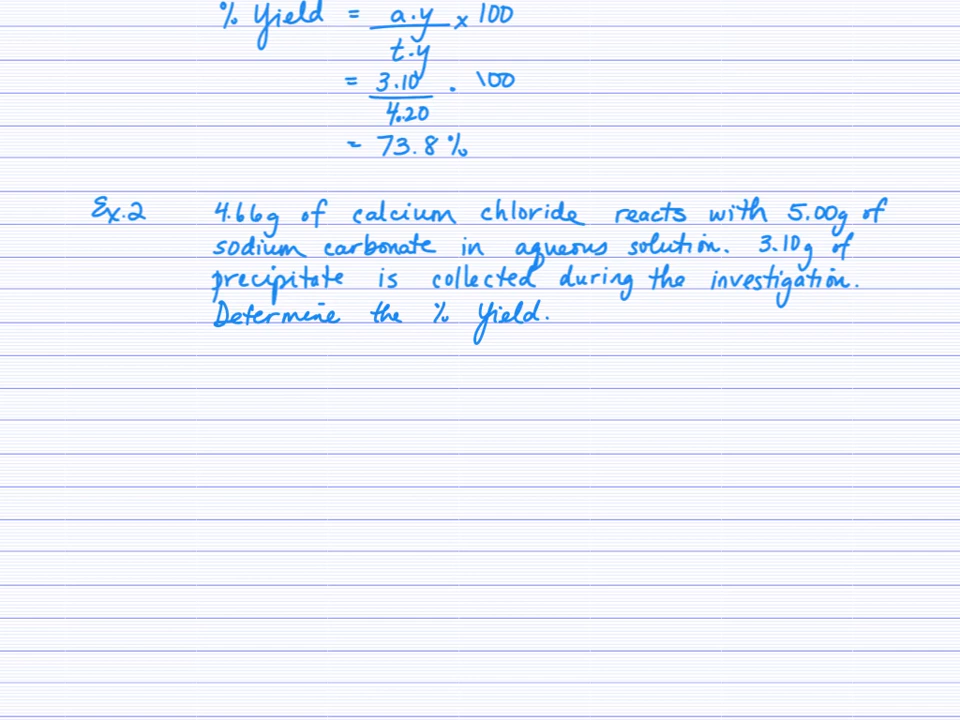 % Yield = a.y / t.y x 100
= 3.10 / 4.20 . 100
= 73.8 %
Ex.2 4.66g of calcium chloride reacts with 5.00g of
sodium carbonate in aqueous solution. 3.10g of
precipitate is collected during the investigation.
Determine the % Yield.